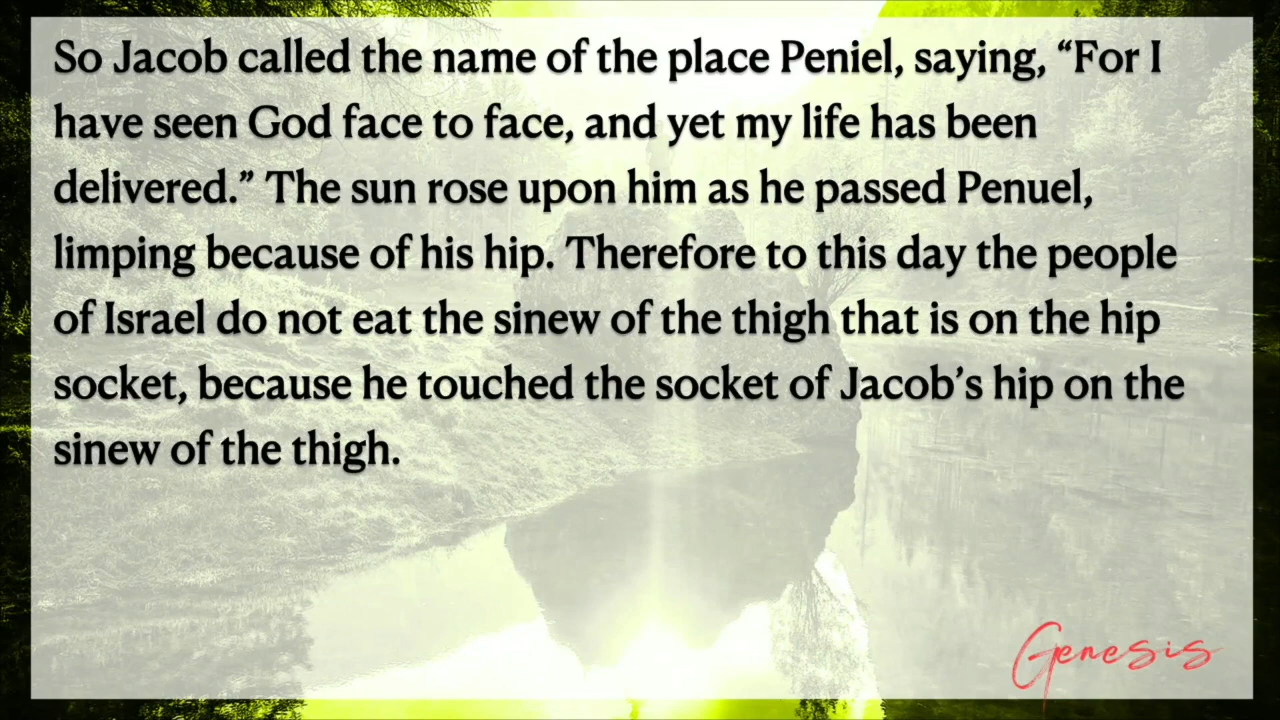 So Jacob called the name of the place Peniel, saying, “For I
have seen God face to face, and yet my life has been
delivered.” The sun rose upon him as he passed Penuel,
limping because of his hip. Therefore to this day the people
of Israel do not eat the sinew of the thigh that is on the hip
socket, because he touched the socket of Jacob’s hip on the
sinew of the thigh.
Genesis